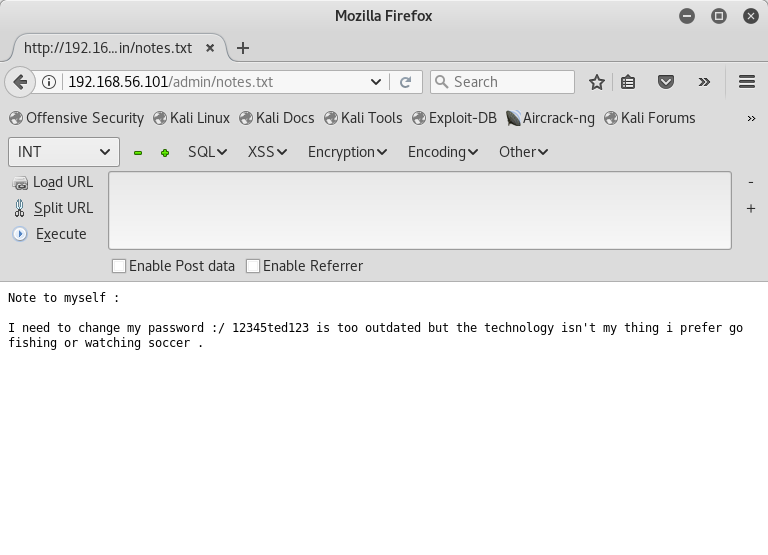 Mozilla Firefox
http://192.16...in/notes.txt
192.168.56.101/admin/notes.txt
Search
Offensive Security Kali Linux Kali Docs Kali Tools Exploit-DB Aircrack-ng Kali Forums
INT SQL XSS Encryption Encoding Other
Load URL
Split URL
Execute
Enable Post data Enable Referrer
Note to myself :
I need to change my password :/ 12345ted123 is too outdated but the technology isn't my thing i prefer go
fishing or watching soccer .